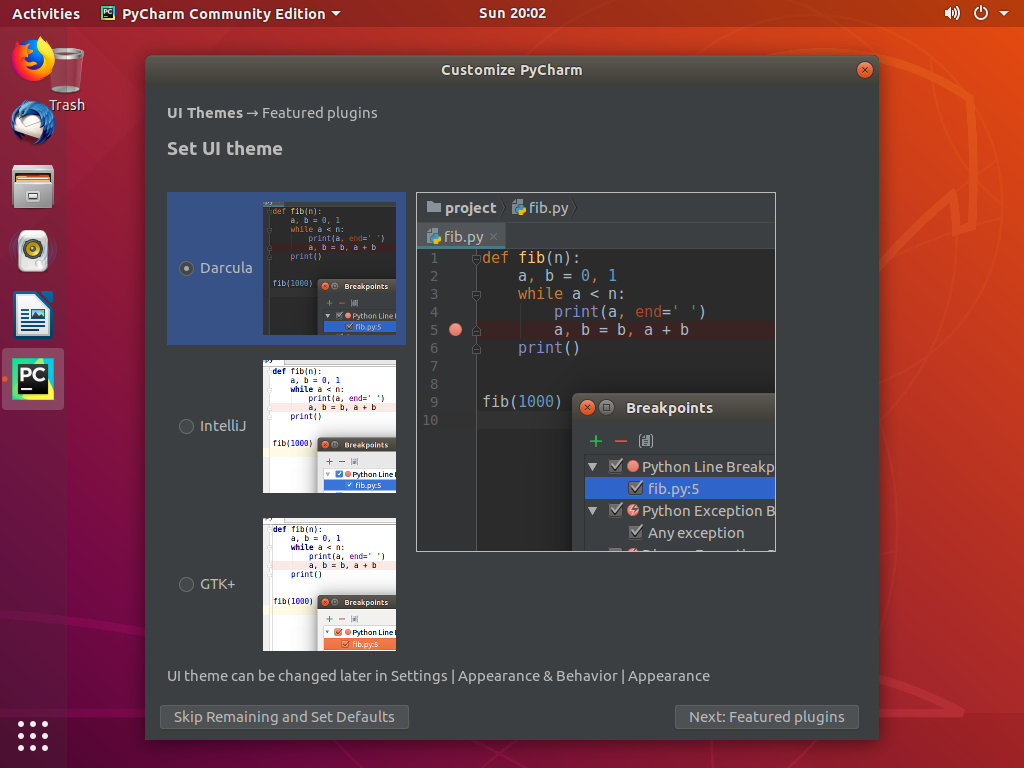 Activities PyCharm Community Edition Sun 20:02
Trash
Customize PyCharm
UI Themes → Featured plugins
Set UI theme
Darcula
def fib(n):
a, b = 0, 1
while a < n:
print(a, end=' ')
a, b = b, a + b
print()
fib(1000)
Breakpoints
Python Line
fib.py:5
IntelliJ
def fib(n):
a, b = 0, 1
while a < n:
print(a, end=' ')
a, b = b, a + b
print()
fib(1000)
Breakpoints
Python Line
fib.py:5
GTK+
def fib(n):
a, b = 0, 1
while a < n:
print(a, end=' ')
a, b = b, a + b
print()
fib(1000)
Breakpoints
Python Line
fib.py:5
project fib.py
fib.py
1 def fib(n):
2 a, b = 0, 1
3 while a < n:
4 print(a, end=' ')
5 a, b = b, a + b
6 print()
7
8
9 fib(1000)
10
Breakpoints
Python Line Breakp
fib.py:5
Python Exception B
Any exception
UI theme can be changed later in Settings | Appearance & Behavior | Appearance
Skip Remaining and Set Defaults Next: Featured plugins
PC